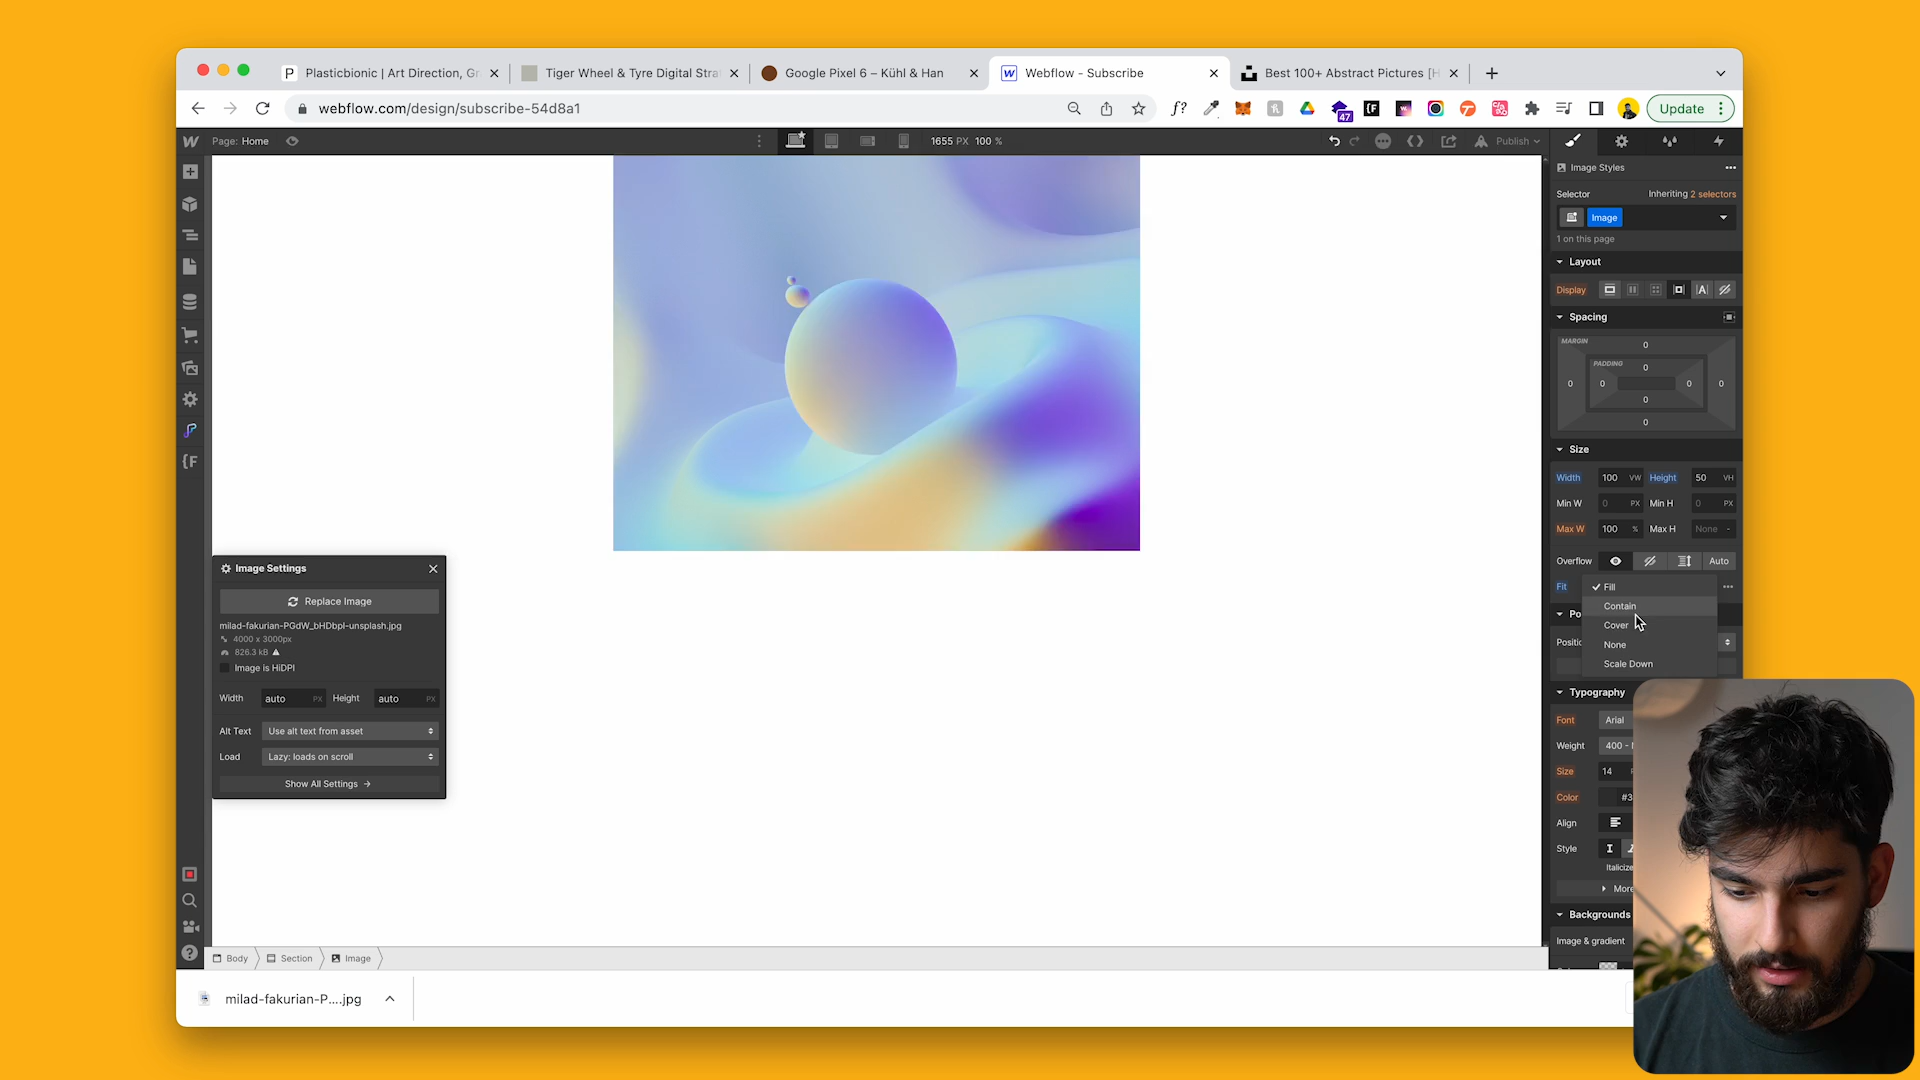 P Plasticbionic | Art Direction, Gr
Tiger Wheel & Tyre Digital Stra
Google Pixel 6 – Kühl & Han
W Webflow - Subscribe
Best 100+ Abstract Pictures [H
webflow.com/design/subscribe-54d8a1
f?
47
Update
W Page: Home
1655 PX 100 %
Publish
Image Styles
Selector
Inheriting 2 selectors
Image
1 on this page
Layout
Display
Spacing
MARGIN
0
PADDING
0
0 0 0 0
0
0
Size
Width 100 VW Height 50 VH
Min W 0 PX Min H 0 PX
Max W 100 % Max H None -
Overflow Auto
Fit Fill
Contain
Cover
None
Scale Down
Po
Positio
Typography
Font Arial
Weight 400 -
Size 14
Color #3
Align
Style
Italicize
More
Backgrounds
Image & gradient
{F
Image Settings
Replace Image
milad-fakurian-PGdW_bHDbpI-unsplash.jpg
4000 x 3000px
826.3 kB
Image is HiDPI
Width auto PX Height auto PX
Alt Text Use alt text from asset
Load Lazy: loads on scroll
Show All Settings
Body Section Image
milad-fakurian-P....jpg